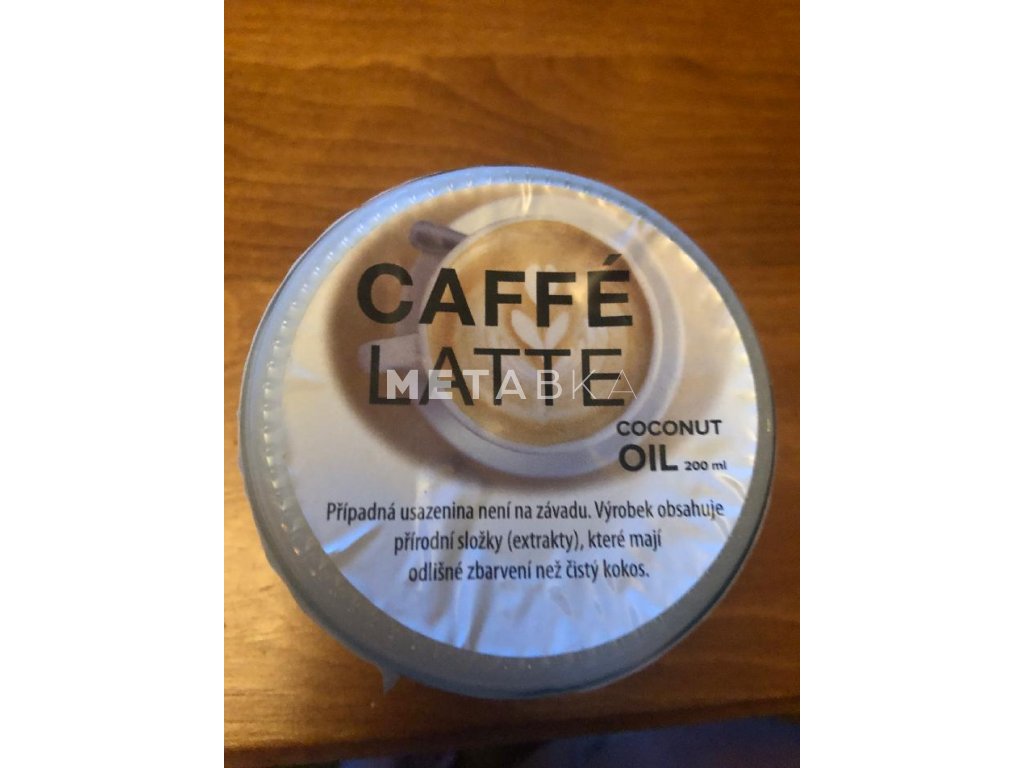 CAFFÉ
LATTE
METABKA
COCONUT
OIL 200 ml
Případná usazenina není na závadu. Výrobek obsahuje
přírodní složky (extrakty), které mají
odlišné zbarvení než čistý kokos.